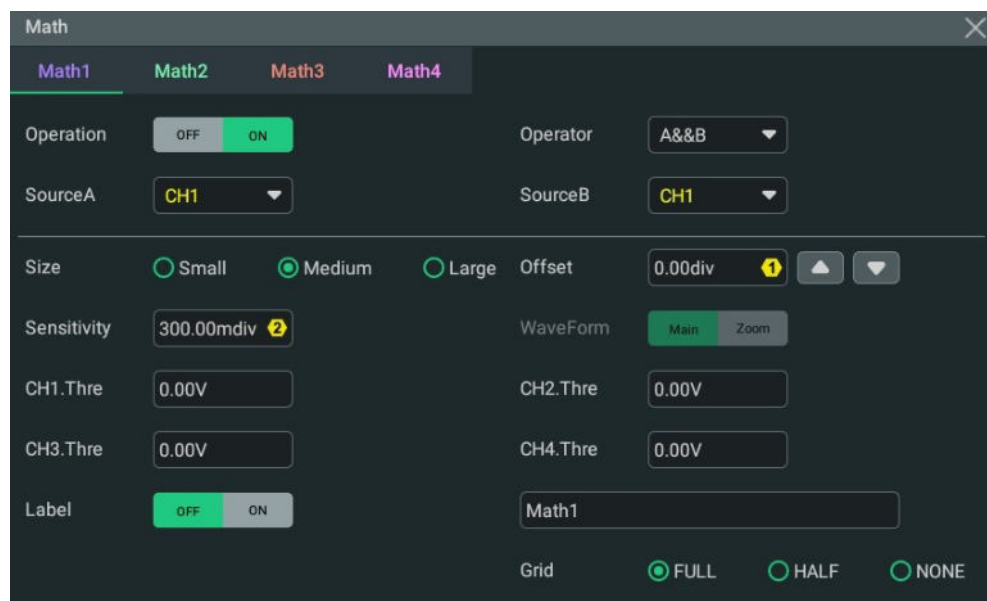 Math
Math1 Math2 Math3 Math4
Operation OFF ON Operator A&&B
SourceA CH1 SourceB CH1
Size Small Medium Large Offset 0.00div 1
Sensitivity 300.00mdiv 2 WaveForm Main Zoom
CH1.Thre 0.00V CH2.Thre 0.00V
CH3.Thre 0.00V CH4.Thre 0.00V
Label OFF ON Math1
Grid FULL HALF NONE